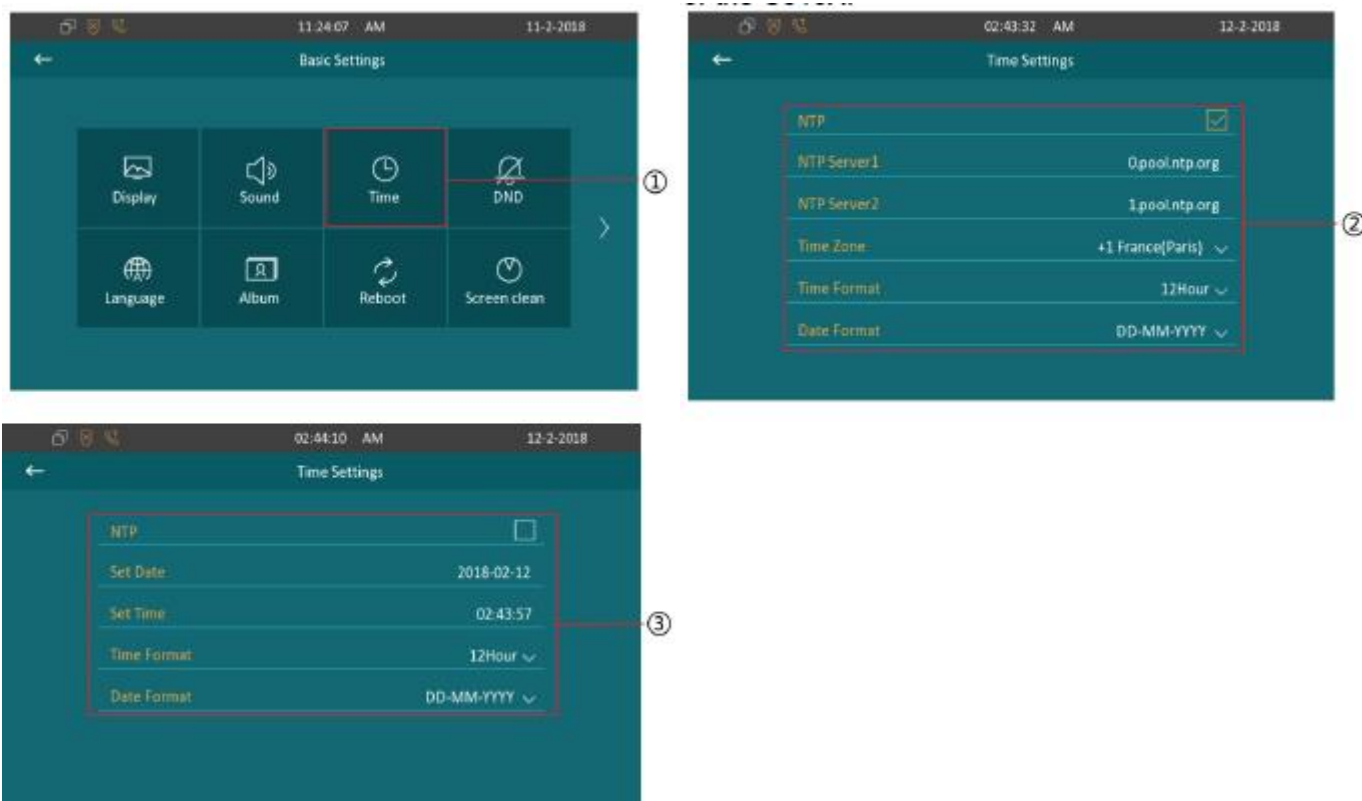 11:24:07 AM 11-2-2018
Basic Settings
Display Sound Time DND
Language Album Reboot Screen clean
①
02:43:32 AM 12-2-2018
Time Settings
NTP
NTP Server1 0.pool.ntp.org
NTP Server2 1.pool.ntp.org
Time Zone +1 France(Paris)
Time Format 12Hour
Date Format DD-MM-YYYY
②
02:44:10 AM 12-2-2018
Time Settings
NTP
Set Date 2018-02-12
Set Time 02:43:57
Time Format 12Hour
Date Format DD-MM-YYYY
③